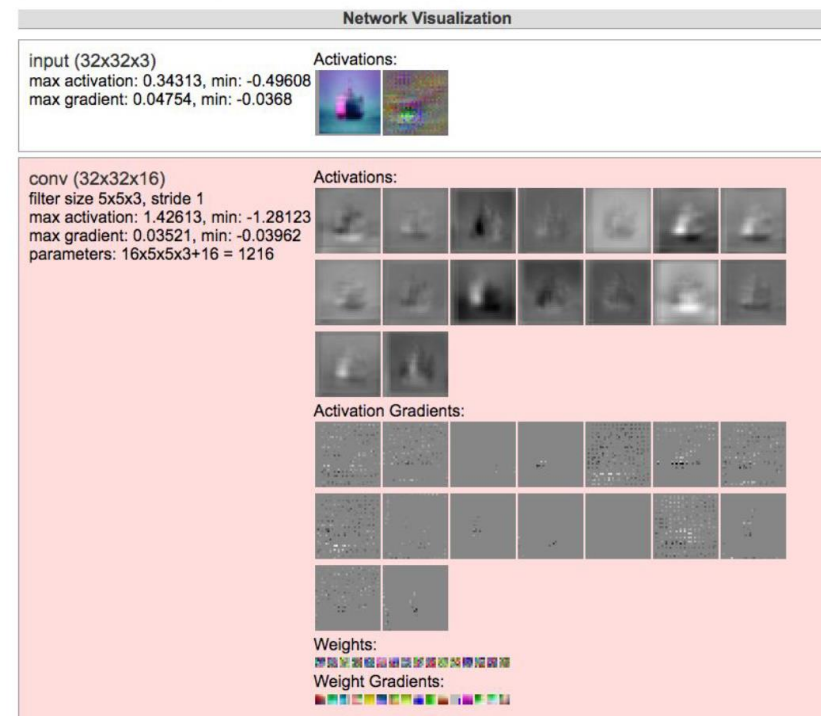 Network Visualization
input (32x32x3)
max activation: 0.34313, min: -0.49608
max gradient: 0.04754, min: -0.0368
Activations:
conv (32x32x16)
filter size 5x5x3, stride 1
max activation: 1.42613, min: -1.28123
max gradient: 0.03521, min: -0.03962
parameters: 16x5x5x3+16 = 1216
Activations:
Activation Gradients:
Weights:
Weight Gradients: